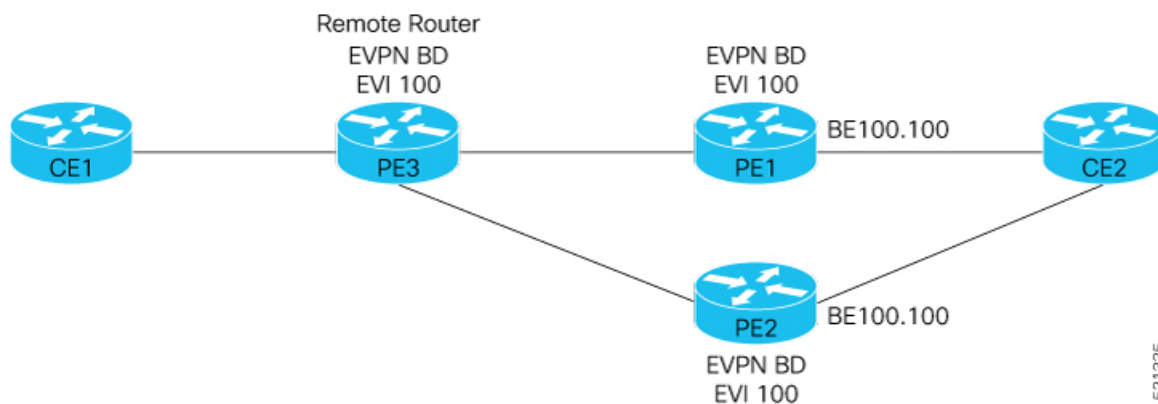 Remote Router
EVPN BD
EVI 100
EVPN BD
EVI 100
BE100.100
CE1
PE3
PE1
CE2
PE2
BE100.100
EVPN BD
EVI 100